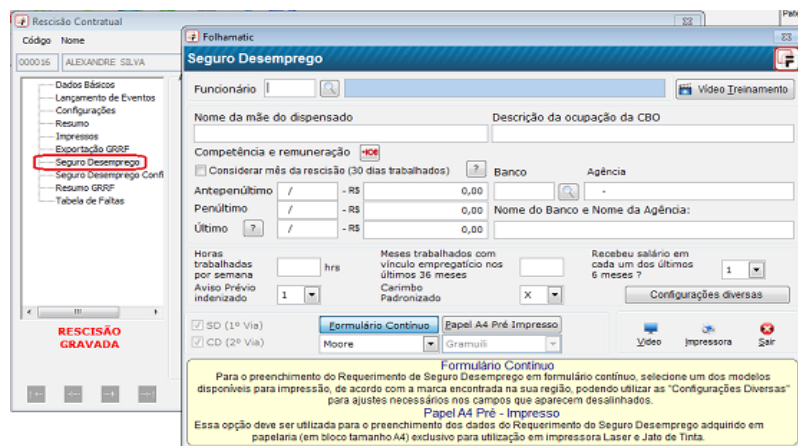 Rescisão Contratual
Código Nome
000016 ALEXANDRE SILVA
Dados Básicos
Lançamento de Eventos
Configurações
Resumo
Impressos
Exportação GRRF
Seguro Desemprego
Seguro Desemprego Confi
Resumo GRRF
Tabela de Faltas
RESCISÃO
GRAVADA
Folhamatic
Seguro Desemprego
Funcionário
Vídeo Treinamento
Nome da mãe do dispensado
Descrição da ocupação da CBO
Competência e remuneração
Considerar mês da rescisão (30 dias trabalhados) ?
Banco
Agência
Antepenúltimo / - R$ 0,00
-
Penúltimo / - R$ 0,00
Nome do Banco e Nome da Agência:
Último ? / - R$ 0,00
Horas
trabalhadas
por semana
hrs
Meses trabalhados com
vínculo empregatício nos
últimos 36 meses
Recebeu salário em
cada um dos últimos
6 meses ?
1
Aviso Prévio
indenizado
1
Carimbo
Padronizado
X
Configurações diversas
SD (1º Via)
CD (2º Via)
Formulário Contínuo
Papel A4 Pré Impresso
Moore
Gramuili
Video
Impressora
Sair
Formulário Contínuo
Para o preenchimento do Requerimento de Seguro Desemprego em formulário contínuo, selecione um dos modelos
disponíveis para impressão, de acordo com a marca encontrada na sua região, podendo utilizar as "Configurações Diversas"
para ajustes necessários nos campos que aparecem desalinhados.
Papel A4 Pré - Impresso
Essa opção deve ser utilizada para o preenchimento dos dados do Requerimento do Seguro Desemprego adquirido em
papelaria (em bloco tamanho A4) exclusivo para utilização em impressora Laser e Jato de Tinta.